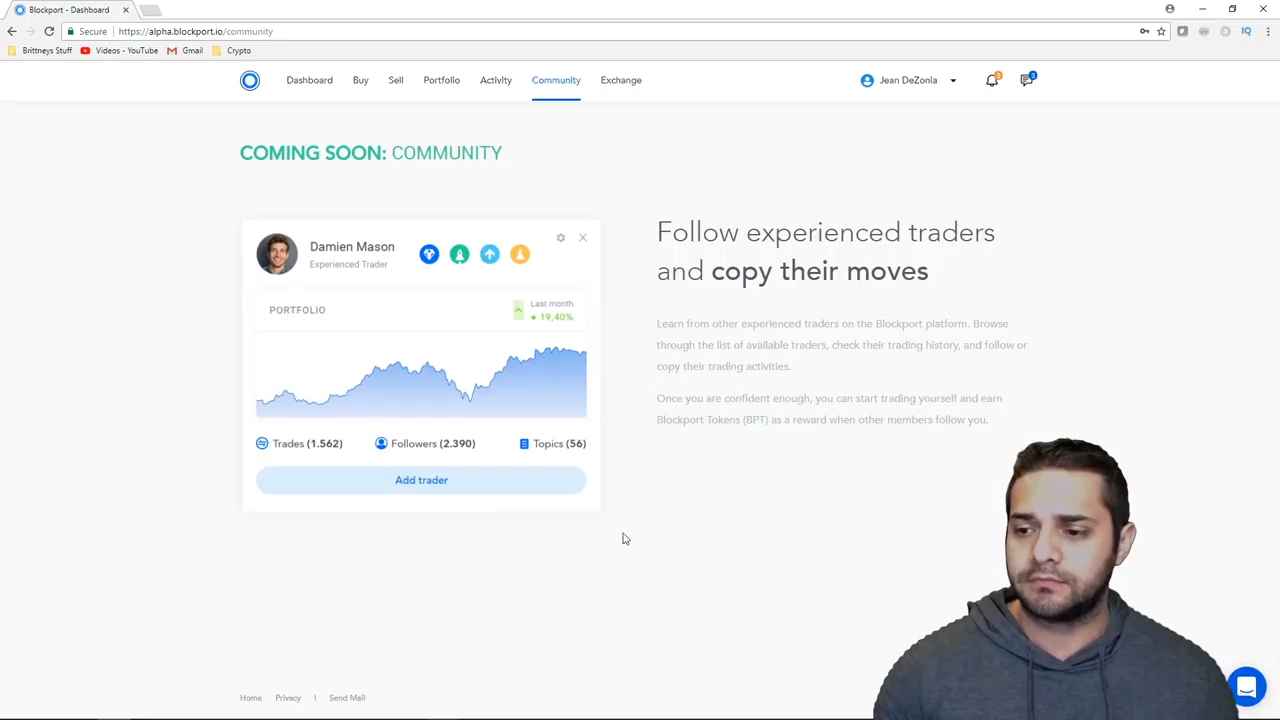 Blockport - Dashboard
Secure https://alpha.blockport.io/community
Brittneys Stuff Videos - YouTube Gmail Crypto
IQ
Dashboard Buy Sell Portfolio Activity Community Exchange Jean DeZonia 3 3
COMING SOON: COMMUNITY
Damien Mason
Experienced Trader
PORTFOLIO
Last month
+ 19,40%
Trades (1.562) Followers (2.390) Topics (56)
Add trader
Follow experienced traders
and copy their moves
Learn from other experienced traders on the Blockport platform. Browse
through the list of available traders, check their trading history, and follow or
copy their trading activities.
Once you are confident enough, you can start trading yourself and earn
Blockport Tokens (BPT) as a reward when other members follow you.
Home Privacy | Send Mail